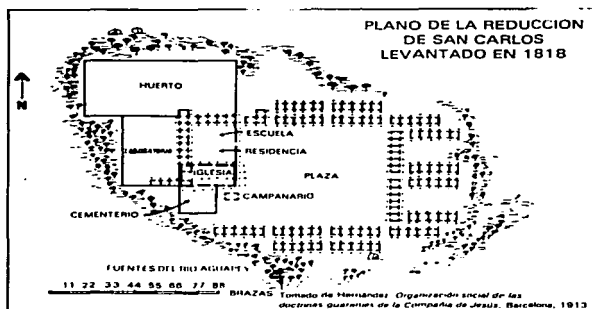 PLANO DE LA REDUCCION
DE SAN CARLOS
LEVANTADO EN 1818
HUERTO
N
ESCUELA
RESIDENCIA
IGLESIA
PLAZA
CAMPANARIO
CEMENTERIO
FUENTES DEL RIO AGUAPEY
11 22 33 44 55 66 77 88 BRAZAS
Tomado de Hernández Organización social de las
doctrinas guaraníes de la Compañía de Jesús, Barcelona, 1913